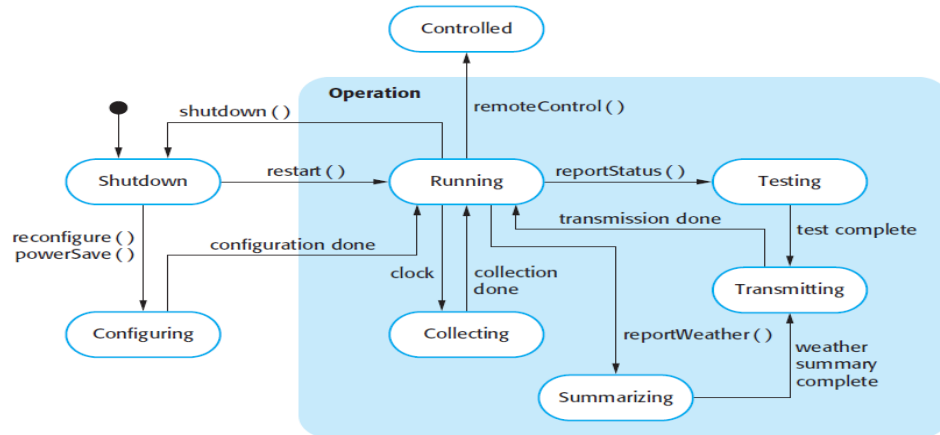 Controlled
Operation
shutdown ( )
remoteControl ( )
Shutdown
restart ( )
Running
reportStatus ( )
Testing
reconfigure ( )
powerSave ( )
configuration done
transmission done
test complete
clock
collection
done
Transmitting
Configuring
Collecting
reportWeather ( )
weather
summary
complete
Summarizing